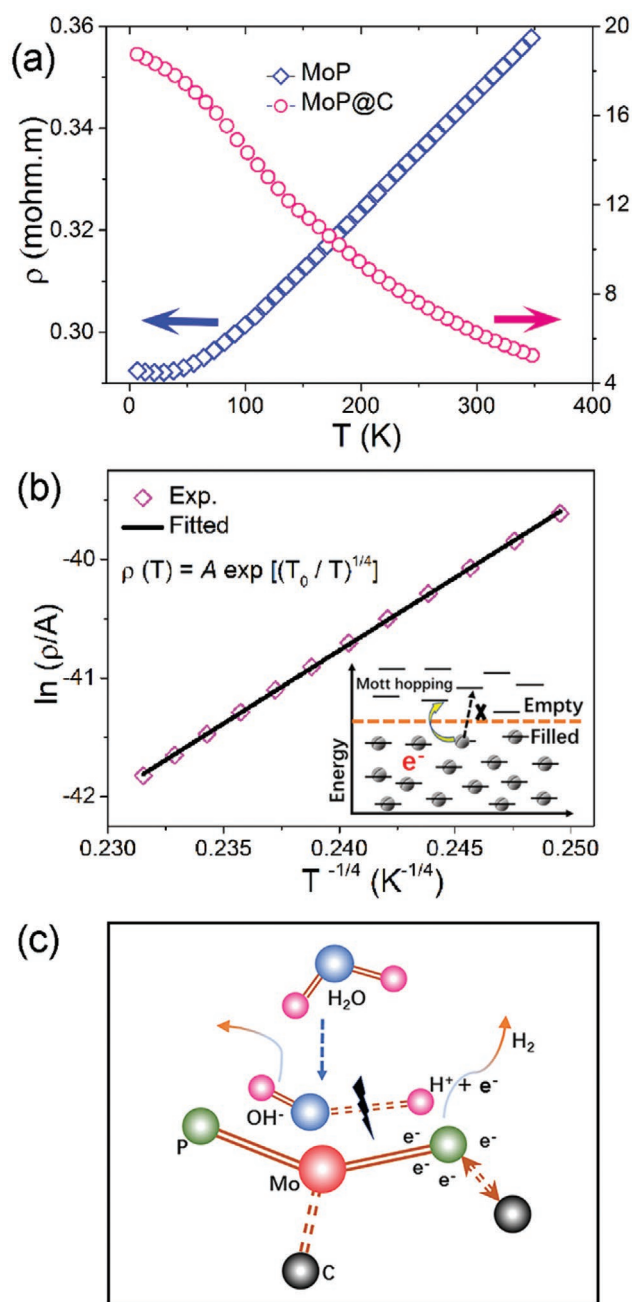 (a)
0.36
0.34
0.32
0.30
ρ (mohm.m)
MoP
MoP@C
20
16
12
8
4
0 100 200 300 400
T (K)
(b)
Exp.
Fitted
ρ (T) = A exp [(T₀ / T)^1/4]
-40
-41
-42
ln (ρ/A)
Mott hopping
X
Empty
Filled
e⁻
Energy
0.230 0.235 0.240 0.245 0.250
T^-1/4 (K^-1/4)
(c)
H₂O
H₂
H⁺ + e⁻
OH⁻
P
e⁻ e⁻
Mo
e⁻ e⁻
C